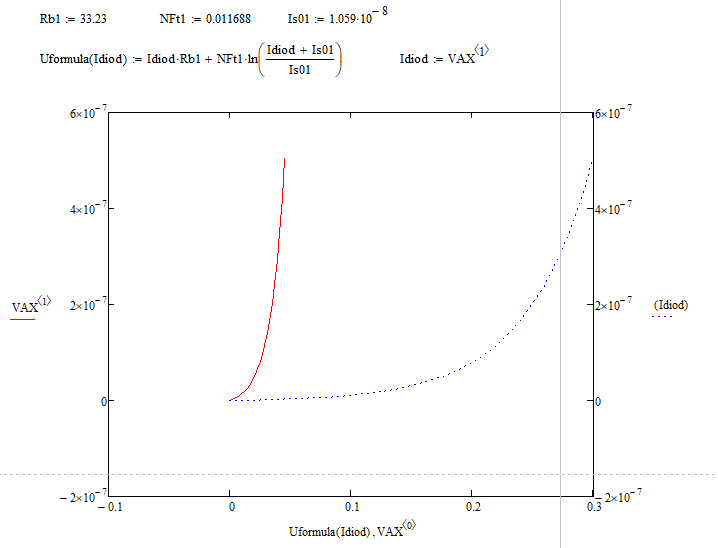 Rb1 := 33.23 NFt1 := 0.011688 Is01 := 1.059·10^-8
Uformula(Idiod) := Idiod·Rb1 + NFt1·ln((Idiod + Is01)/Is01) Idiod := VAX^⟨1⟩
6×10^-7 6×10^-7
4×10^-7 4×10^-7
2×10^-7 2×10^-7
VAX^⟨1⟩ (Idiod)
0 0
-2×10^-7 -2×10^-7
-0.1 0 0.1 0.2 0.3
Uformula(Idiod), VAX^⟨0⟩